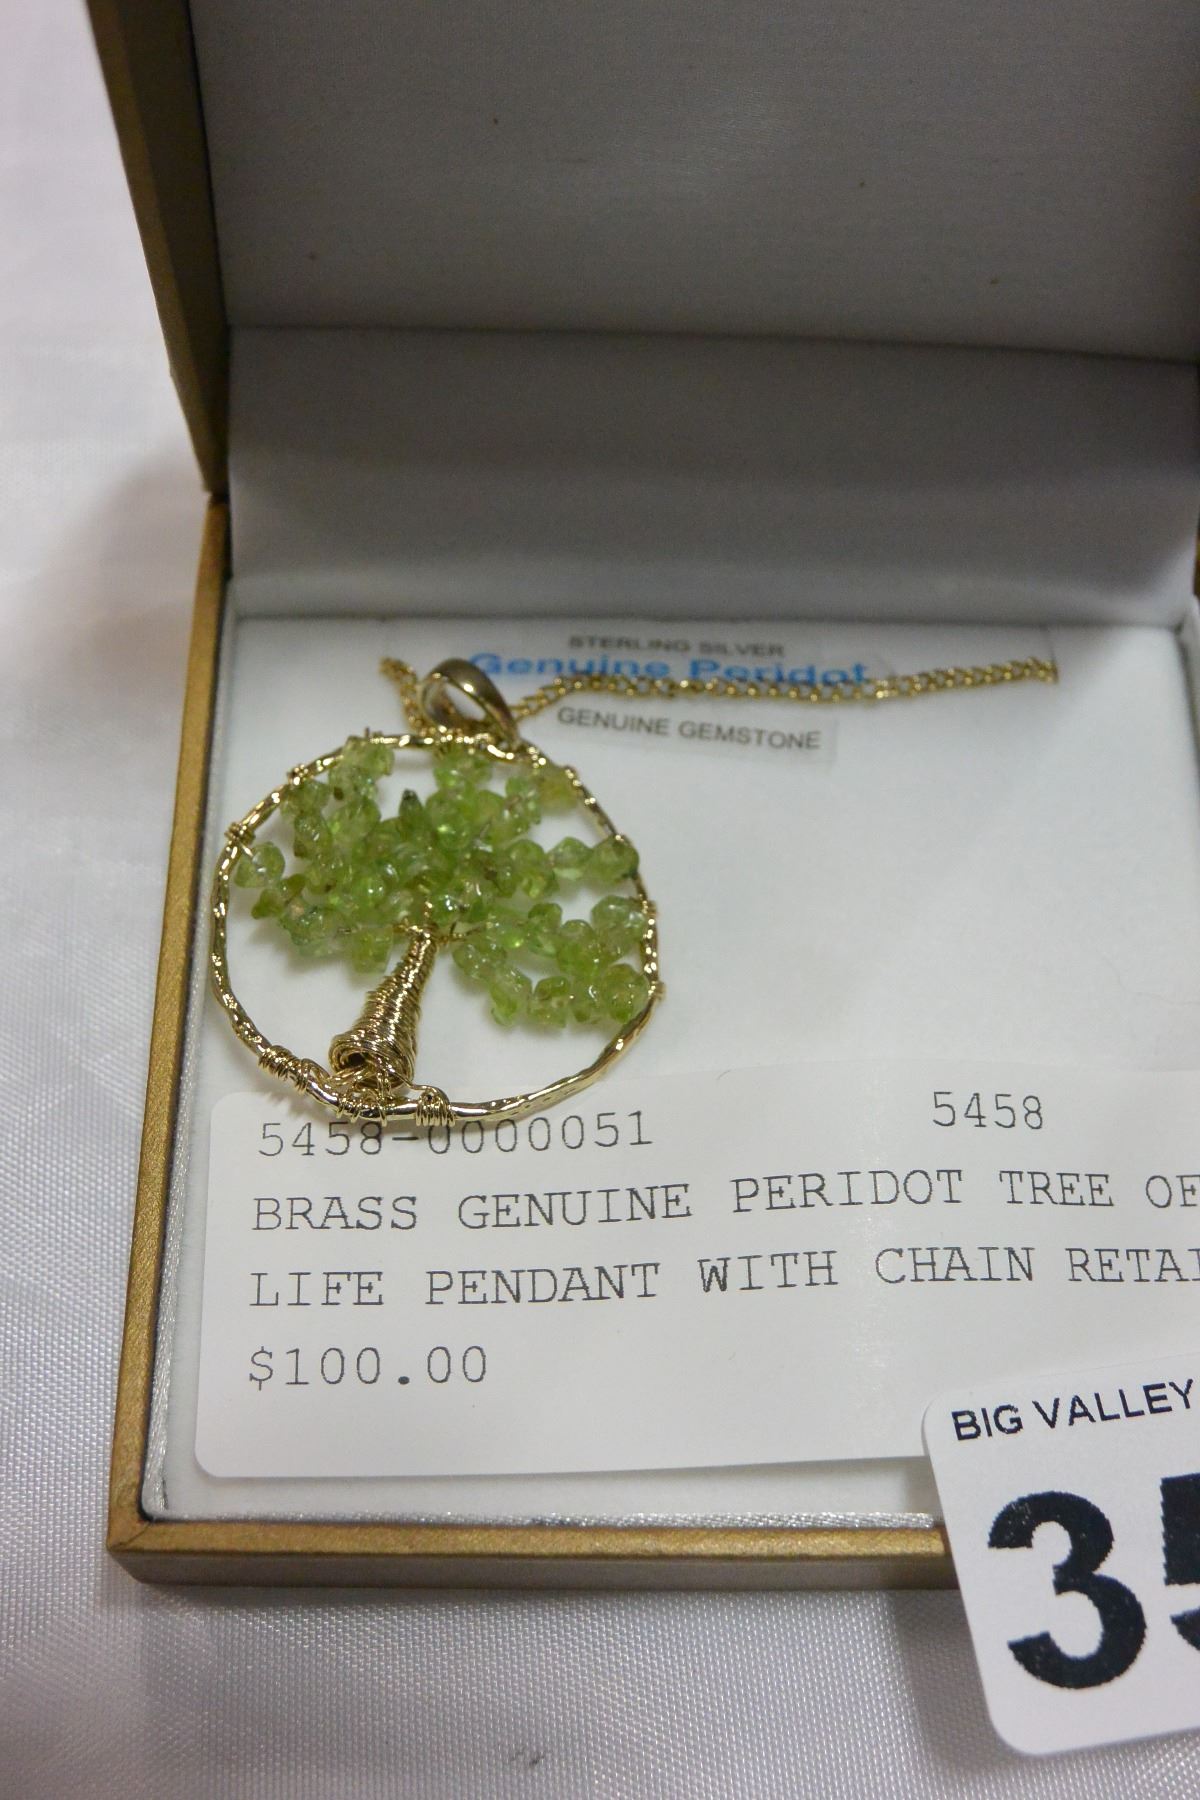 STERLING SILVER
Genuine Peridot
GENUINE GEMSTONE
5458-0000051 5458
BRASS GENUINE PERIDOT TREE OF
LIFE PENDANT WITH CHAIN RETAI
$100.00
BIG VALLEY
35